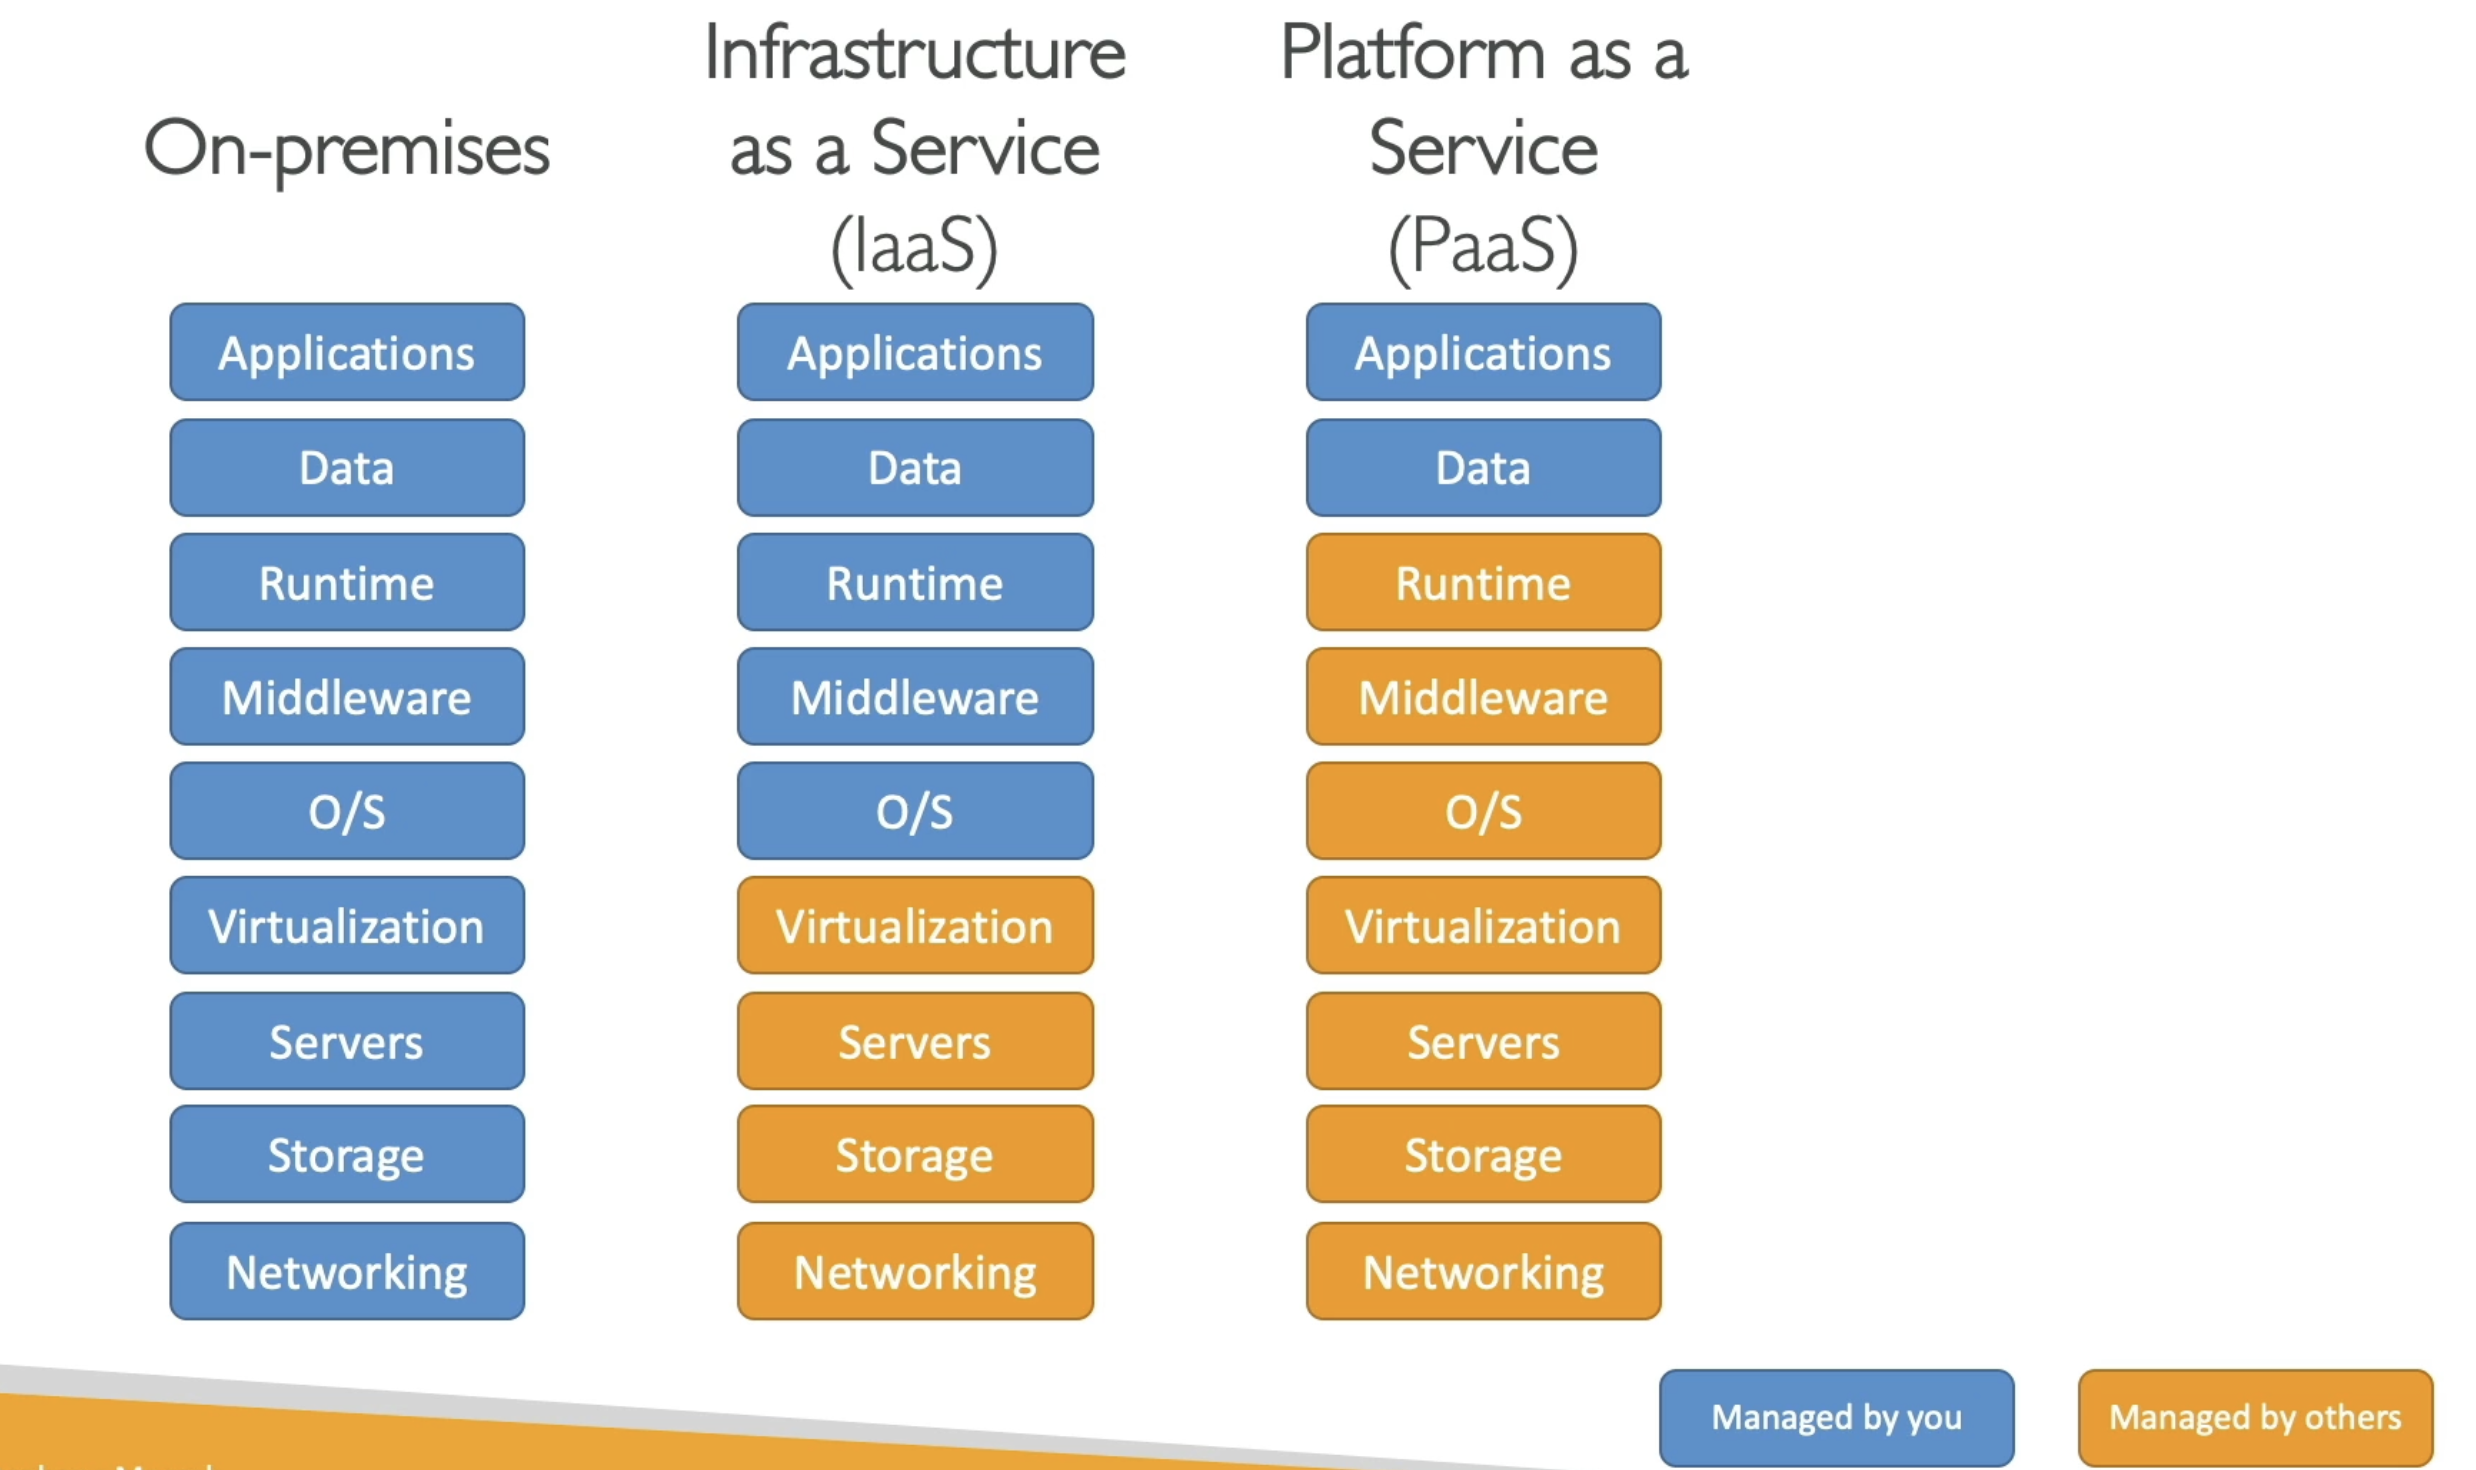 On-premises
Infrastructure
as a Service
(IaaS)
Platform as a
Service
(PaaS)
Applications
Data
Runtime
Middleware
O/S
Virtualization
Servers
Storage
Networking
Applications
Data
Runtime
Middleware
O/S
Virtualization
Servers
Storage
Networking
Applications
Data
Runtime
Middleware
O/S
Virtualization
Servers
Storage
Networking
Managed by you
Managed by others